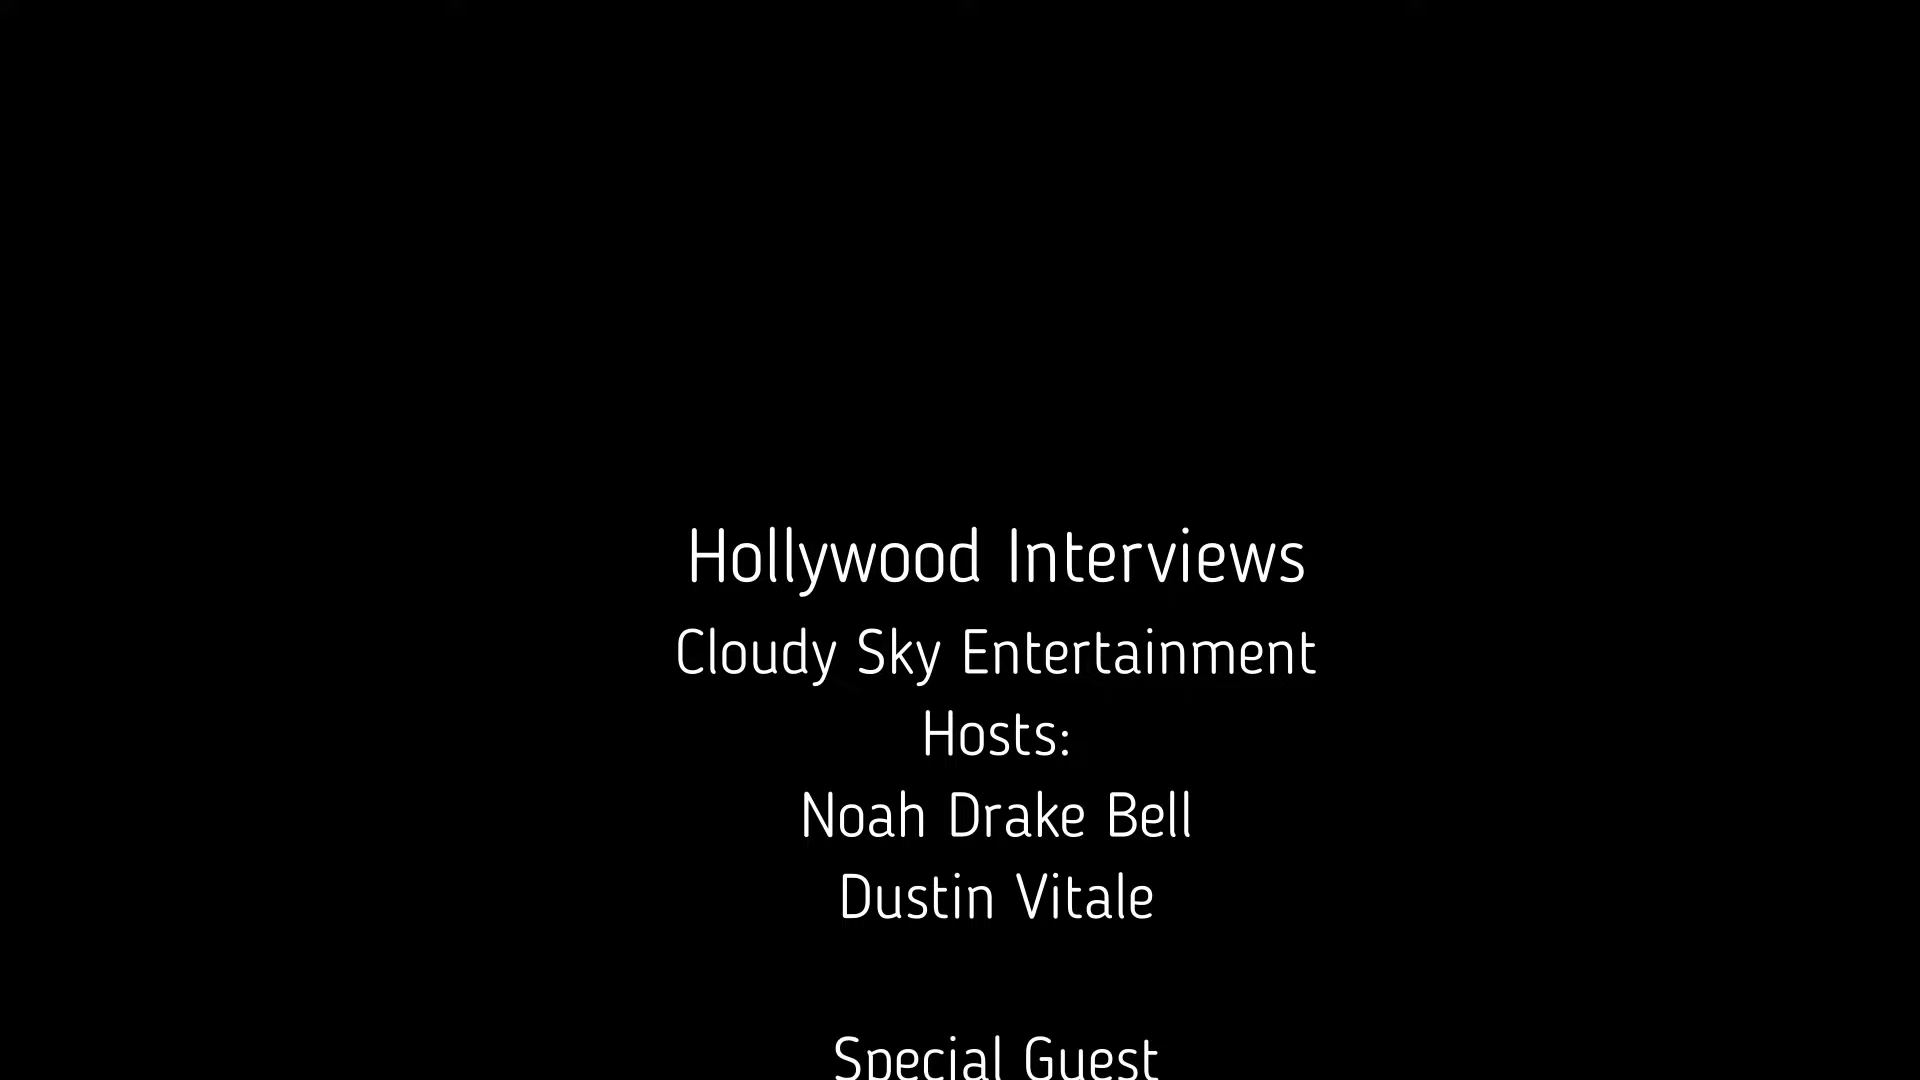 Hollywood Interviews
Cloudy Sky Entertainment
Hosts:
Noah Drake Bell
Dustin Vitale
Special Guest